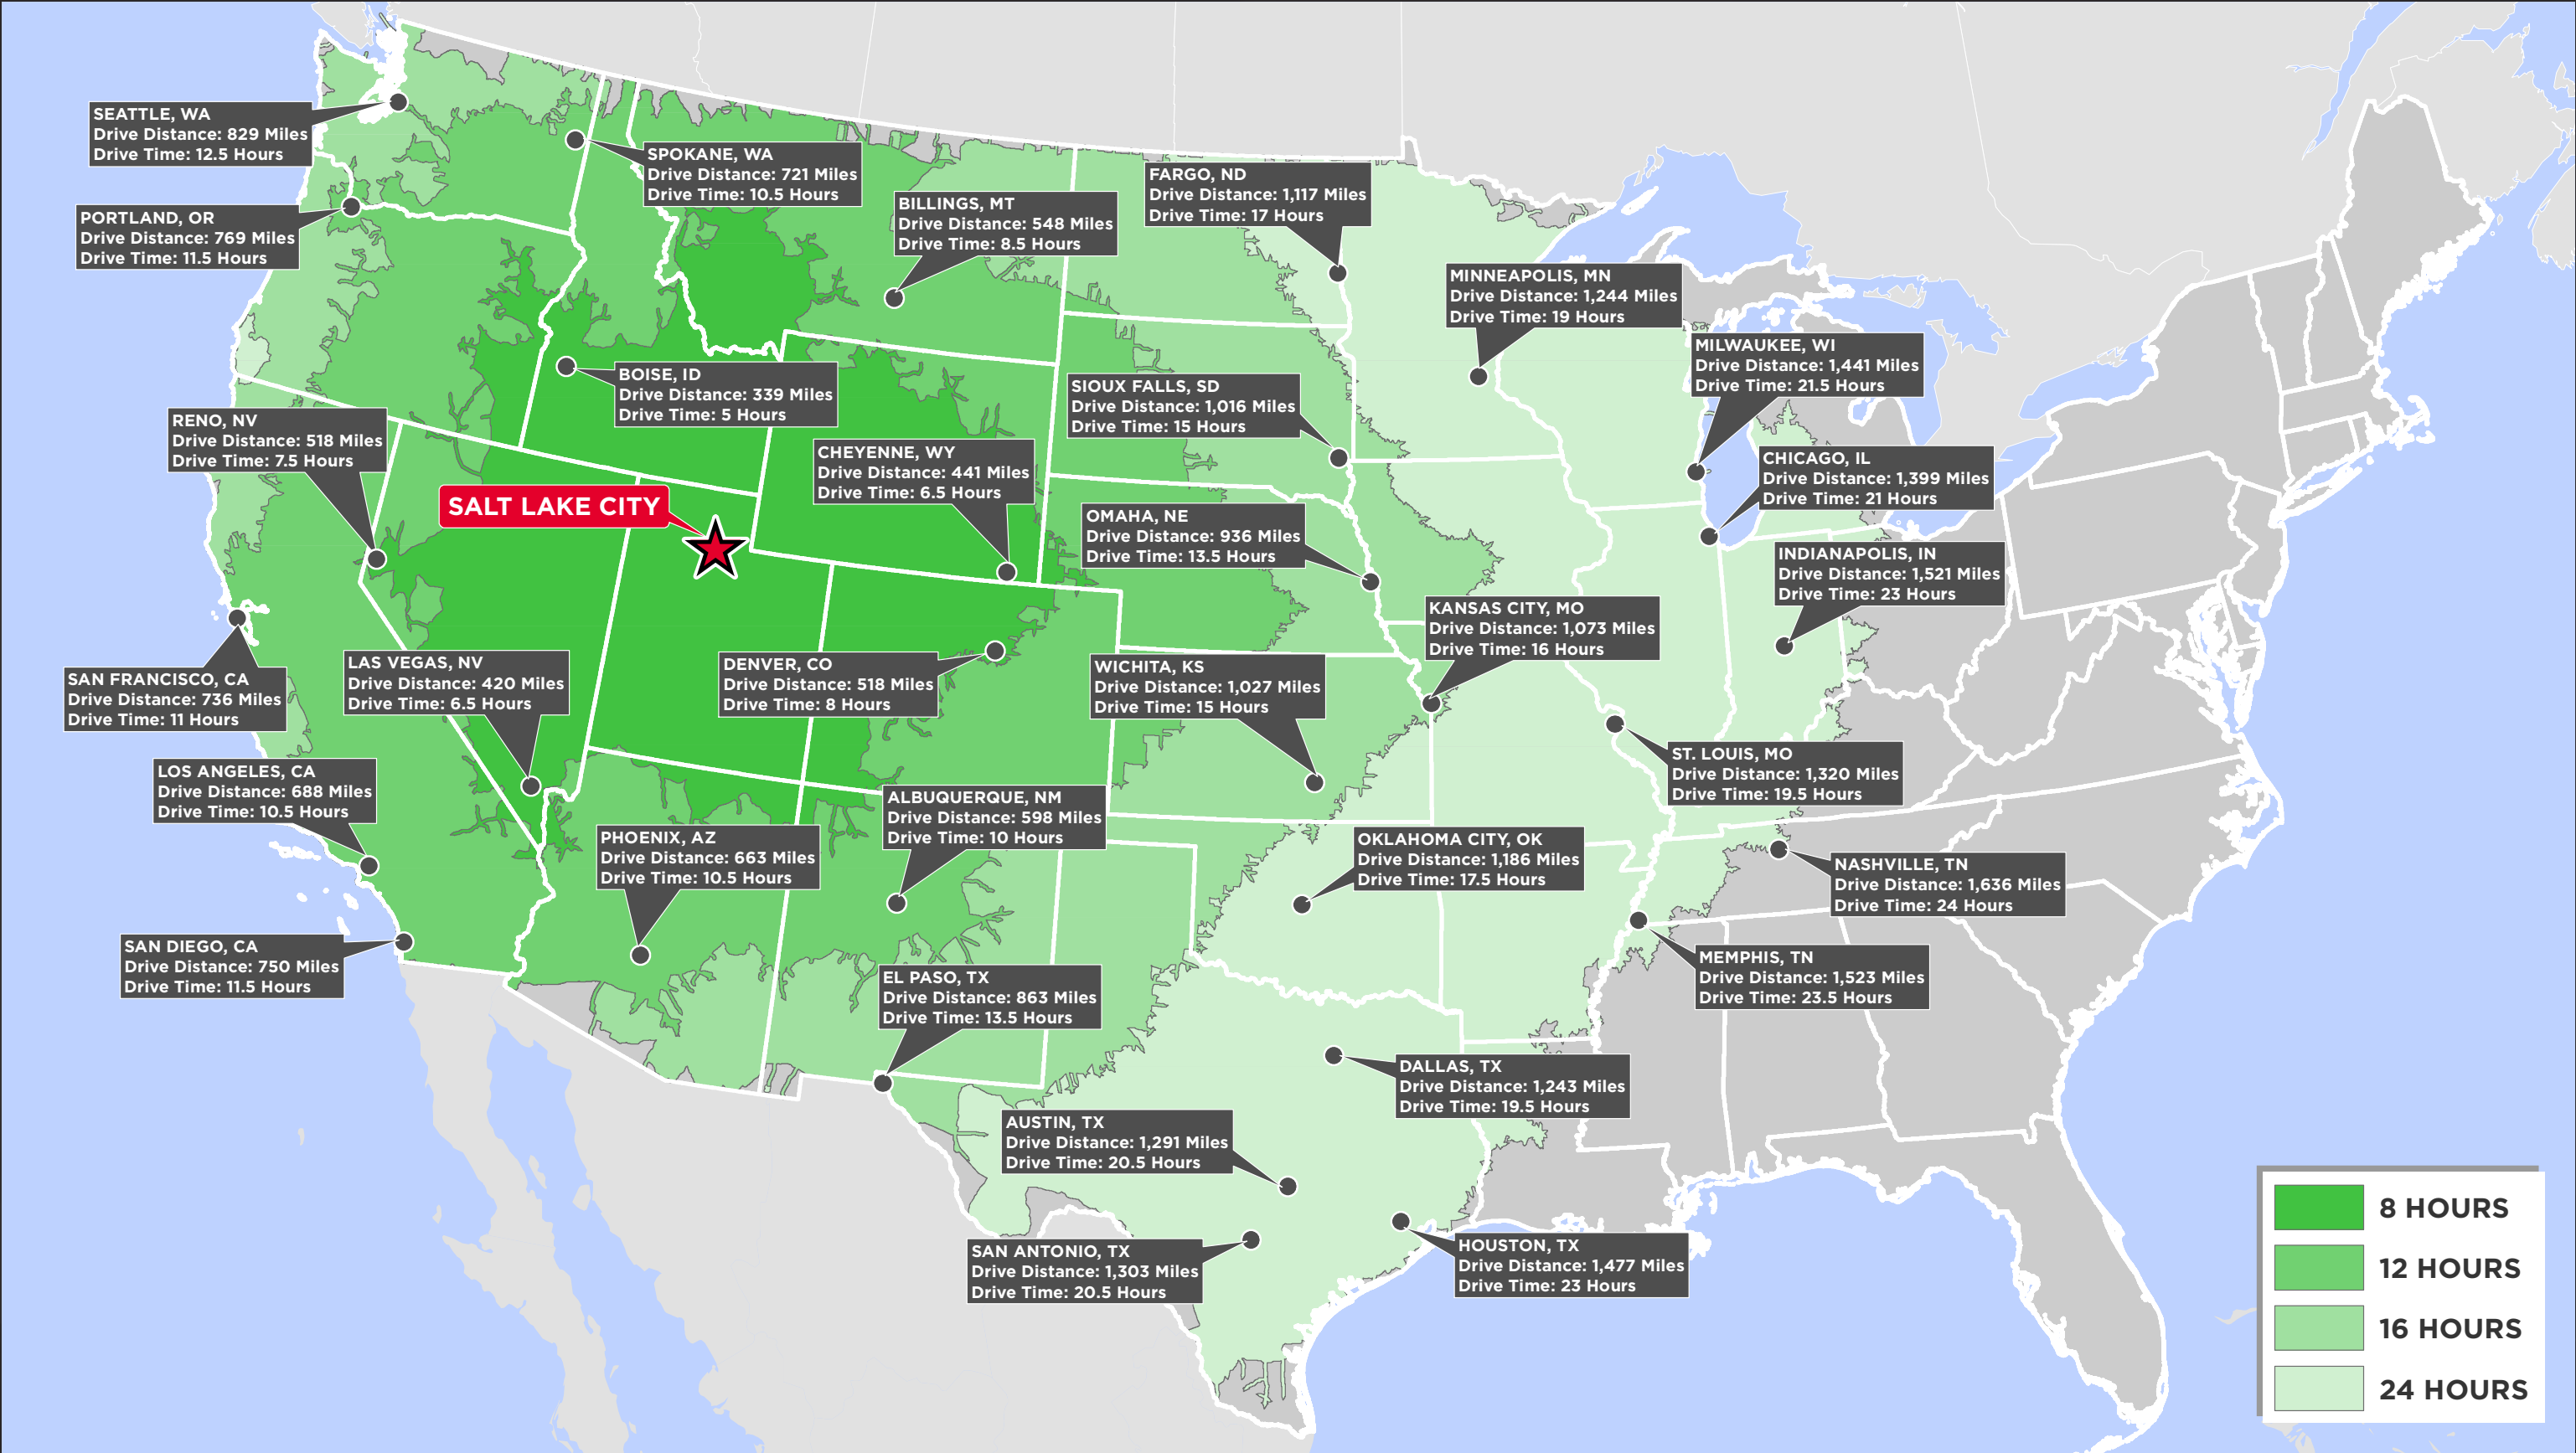 SEATTLE, WA
Drive Distance: 829 Miles
Drive Time: 12.5 Hours
SPOKANE, WA
Drive Distance: 721 Miles
Drive Time: 10.5 Hours
PORTLAND, OR
Drive Distance: 769 Miles
Drive Time: 11.5 Hours
BILLINGS, MT
Drive Distance: 548 Miles
Drive Time: 8.5 Hours
FARGO, ND
Drive Distance: 1,117 Miles
Drive Time: 17 Hours
MINNEAPOLIS, MN
Drive Distance: 1,244 Miles
Drive Time: 19 Hours
MILWAUKEE, WI
Drive Distance: 1,441 Miles
Drive Time: 21.5 Hours
BOISE, ID
Drive Distance: 339 Miles
Drive Time: 5 Hours
SIOUX FALLS, SD
Drive Distance: 1,016 Miles
Drive Time: 15 Hours
RENO, NV
Drive Distance: 518 Miles
Drive Time: 7.5 Hours
CHEYENNE, WY
Drive Distance: 441 Miles
Drive Time: 6.5 Hours
CHICAGO, IL
Drive Distance: 1,399 Miles
Drive Time: 21 Hours
SALT LAKE CITY
OMAHA, NE
Drive Distance: 936 Miles
Drive Time: 13.5 Hours
INDIANAPOLIS, IN
Drive Distance: 1,521 Miles
Drive Time: 23 Hours
KANSAS CITY, MO
Drive Distance: 1,073 Miles
Drive Time: 16 Hours
SAN FRANCISCO, CA
Drive Distance: 736 Miles
Drive Time: 11 Hours
LAS VEGAS, NV
Drive Distance: 420 Miles
Drive Time: 6.5 Hours
DENVER, CO
Drive Distance: 518 Miles
Drive Time: 8 Hours
WICHITA, KS
Drive Distance: 1,027 Miles
Drive Time: 15 Hours
ST. LOUIS, MO
Drive Distance: 1,320 Miles
Drive Time: 19.5 Hours
LOS ANGELES, CA
Drive Distance: 688 Miles
Drive Time: 10.5 Hours
ALBUQUERQUE, NM
Drive Distance: 598 Miles
Drive Time: 10 Hours
PHOENIX, AZ
Drive Distance: 663 Miles
Drive Time: 10.5 Hours
OKLAHOMA CITY, OK
Drive Distance: 1,186 Miles
Drive Time: 17.5 Hours
NASHVILLE, TN
Drive Distance: 1,636 Miles
Drive Time: 24 Hours
SAN DIEGO, CA
Drive Distance: 750 Miles
Drive Time: 11.5 Hours
EL PASO, TX
Drive Distance: 863 Miles
Drive Time: 13.5 Hours
MEMPHIS, TN
Drive Distance: 1,523 Miles
Drive Time: 23.5 Hours
DALLAS, TX
Drive Distance: 1,243 Miles
Drive Time: 19.5 Hours
AUSTIN, TX
Drive Distance: 1,291 Miles
Drive Time: 20.5 Hours
SAN ANTONIO, TX
Drive Distance: 1,303 Miles
Drive Time: 20.5 Hours
HOUSTON, TX
Drive Distance: 1,477 Miles
Drive Time: 23 Hours
8 HOURS
12 HOURS
16 HOURS
24 HOURS